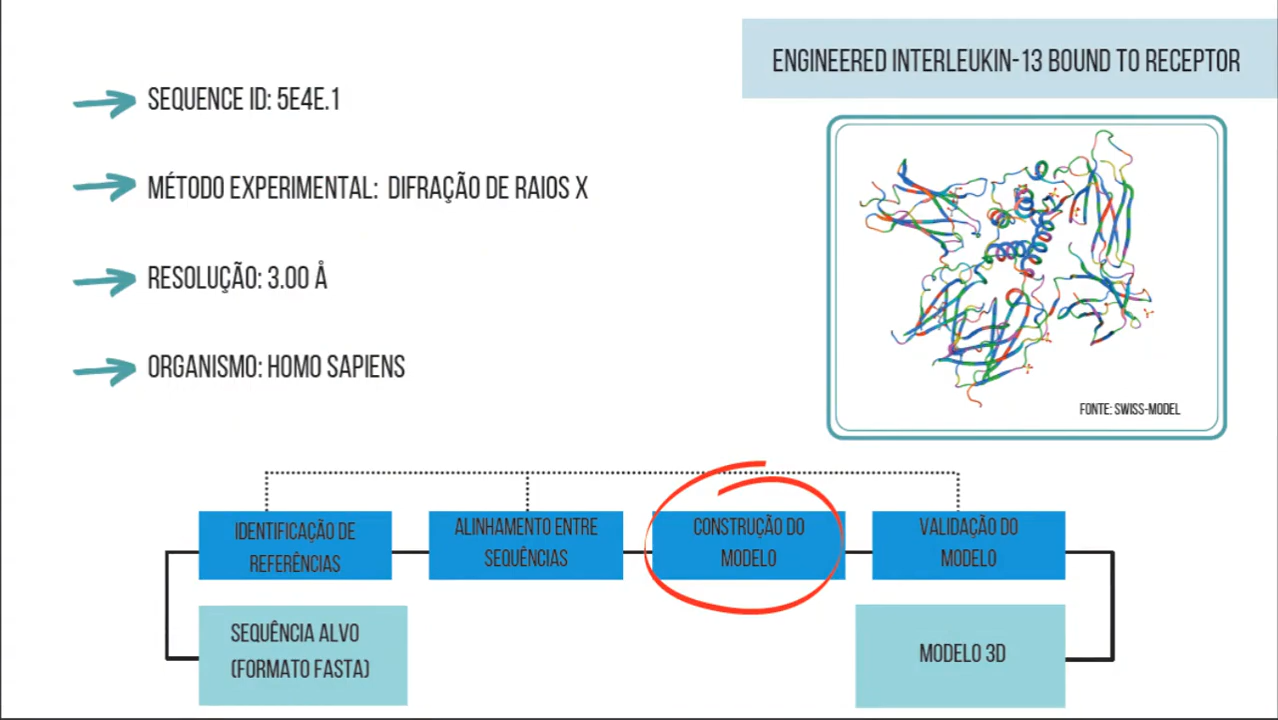 ENGINEERED INTERLEUKIN-13 BOUND TO RECEPTOR
SEQUENCE ID: 5E4E.1
MÉTODO EXPERIMENTAL: DIFRAÇÃO DE RAIOS X
RESOLUÇÃO: 3.00 Å
ORGANISMO: HOMO SAPIENS
FONTE: SWISS-MODEL
IDENTIFICAÇÃO DE
REFERÊNCIAS
ALINHAMENTO ENTRE
SEQUÊNCIAS
CONSTRUÇÃO DO
MODELO
VALIDAÇÃO DO
MODELO
SEQUÊNCIA ALVO
(FORMATO FASTA)
MODELO 3D